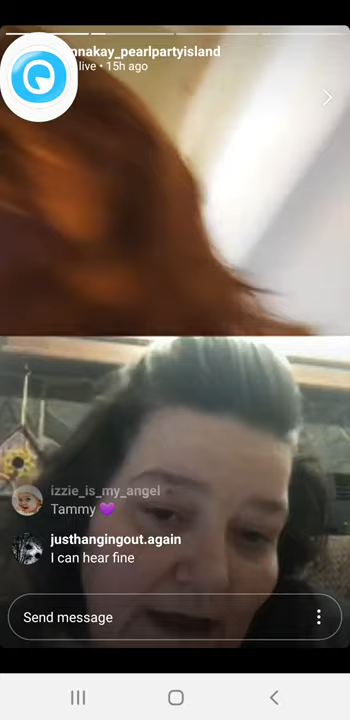 nnakay_pearlpartyisland
live • 15h ago
izzie_is_my_angel
Tammy 💜
justhangingout.again
I can hear fine
Send message